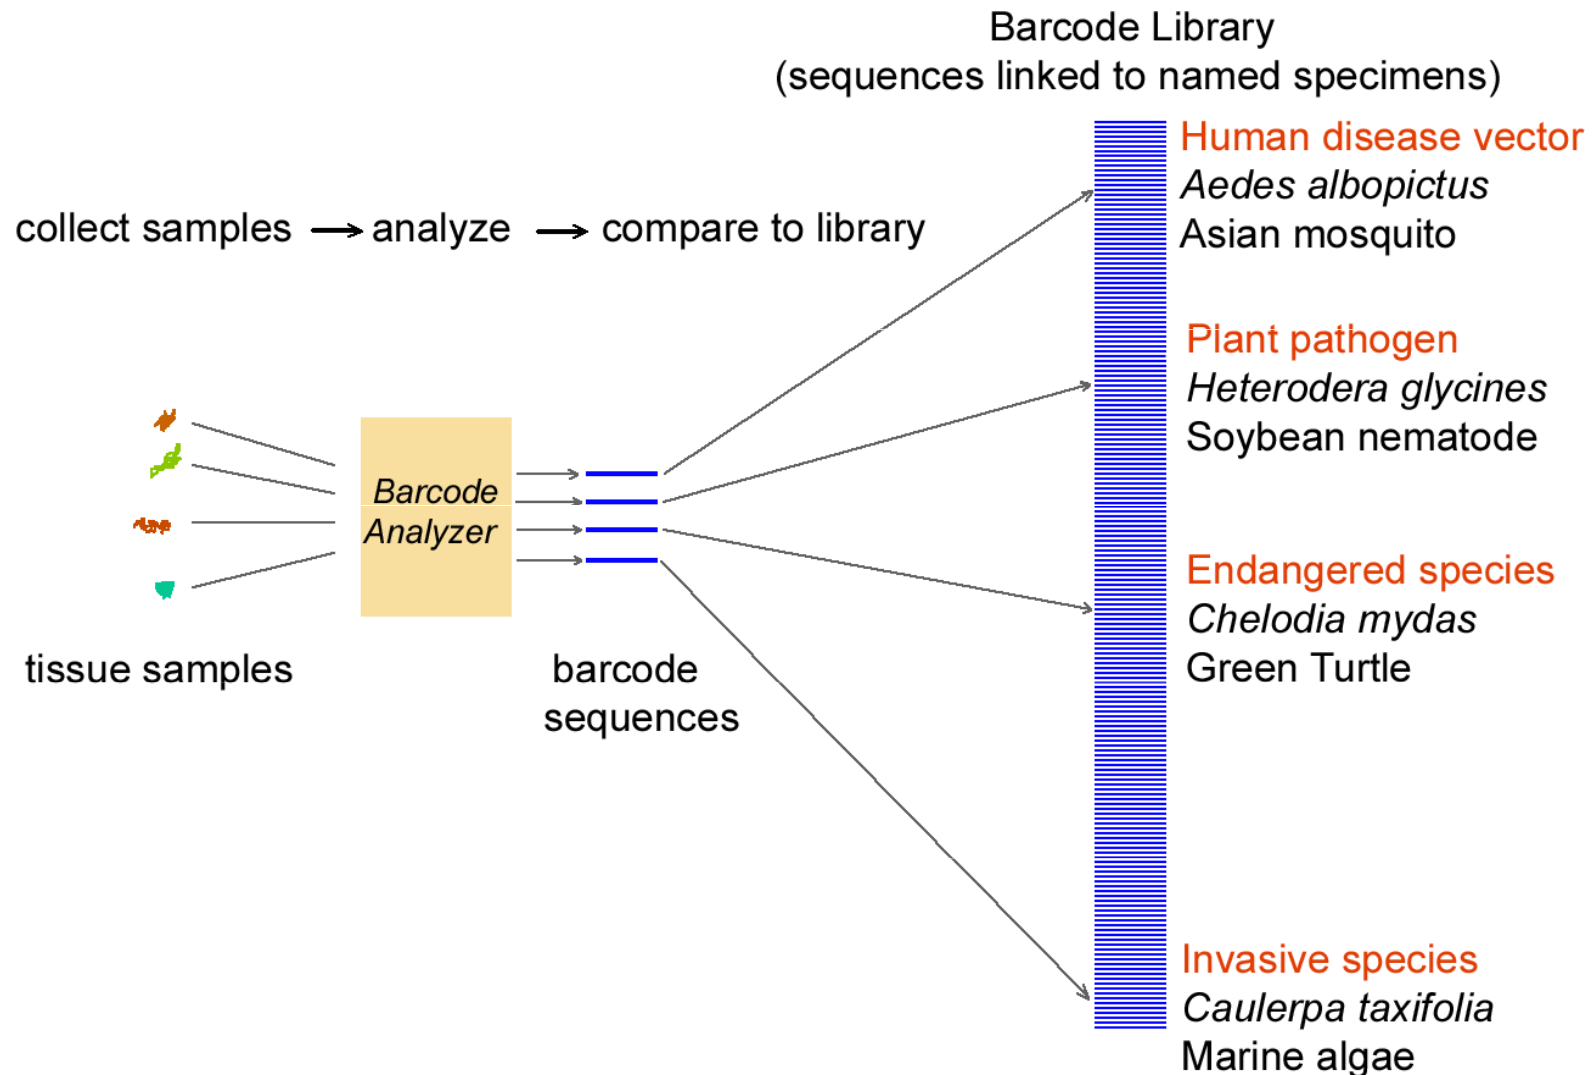 Barcode Library
(sequences linked to named specimens)
collect samples → analyze → compare to library
Human disease vector
Aedes albopictus
Asian mosquito
Plant pathogen
Heterodera glycines
Soybean nematode
Barcode
Analyzer
Endangered species
Chelodia mydas
Green Turtle
tissue samples
barcode
sequences
Invasive species
Caulerpa taxifolia
Marine algae